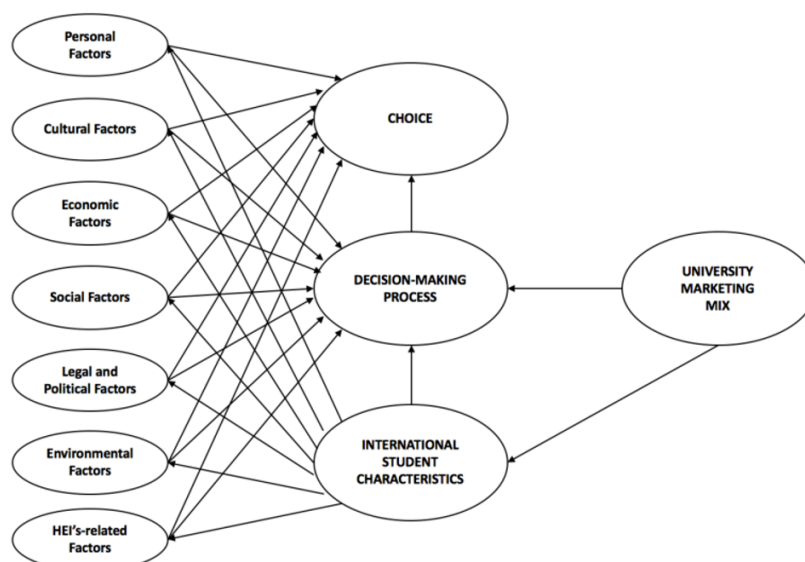 Personal
Factors
Cultural Factors
Economic
Factors
Social Factors
Legal and
Political Factors
Environmental
Factors
HEI's-related
Factors
CHOICE
DECISION-MAKING
PROCESS
INTERNATIONAL
STUDENT
CHARACTERISTICS
UNIVERSITY
MARKETING
MIX